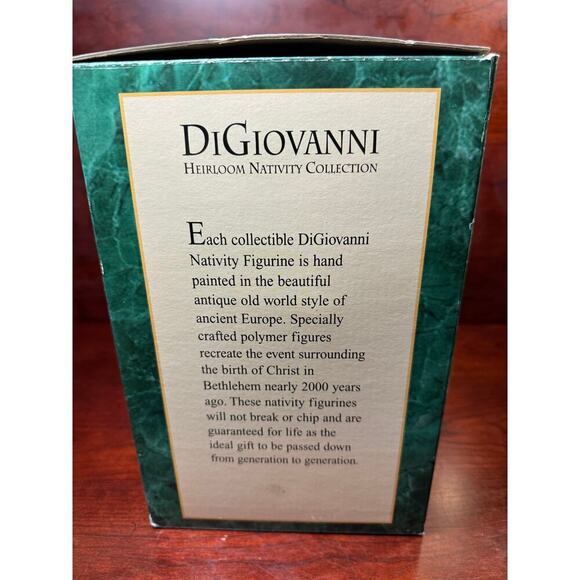 DIGIOVANNI
HEIRLOOM NATIVITY COLLECTION
Each collectible DiGiovanni
Nativity Figurine is hand
painted in the beautiful
antique old world style of
ancient Europe. Specially
crafted polymer figures
recreate the event surrounding
the birth of Christ in
Bethlehem nearly 2000 years
ago. These nativity figurines
will not break or chip and are
guaranteed for life as the
ideal gift to be passed down
from generation to generation.